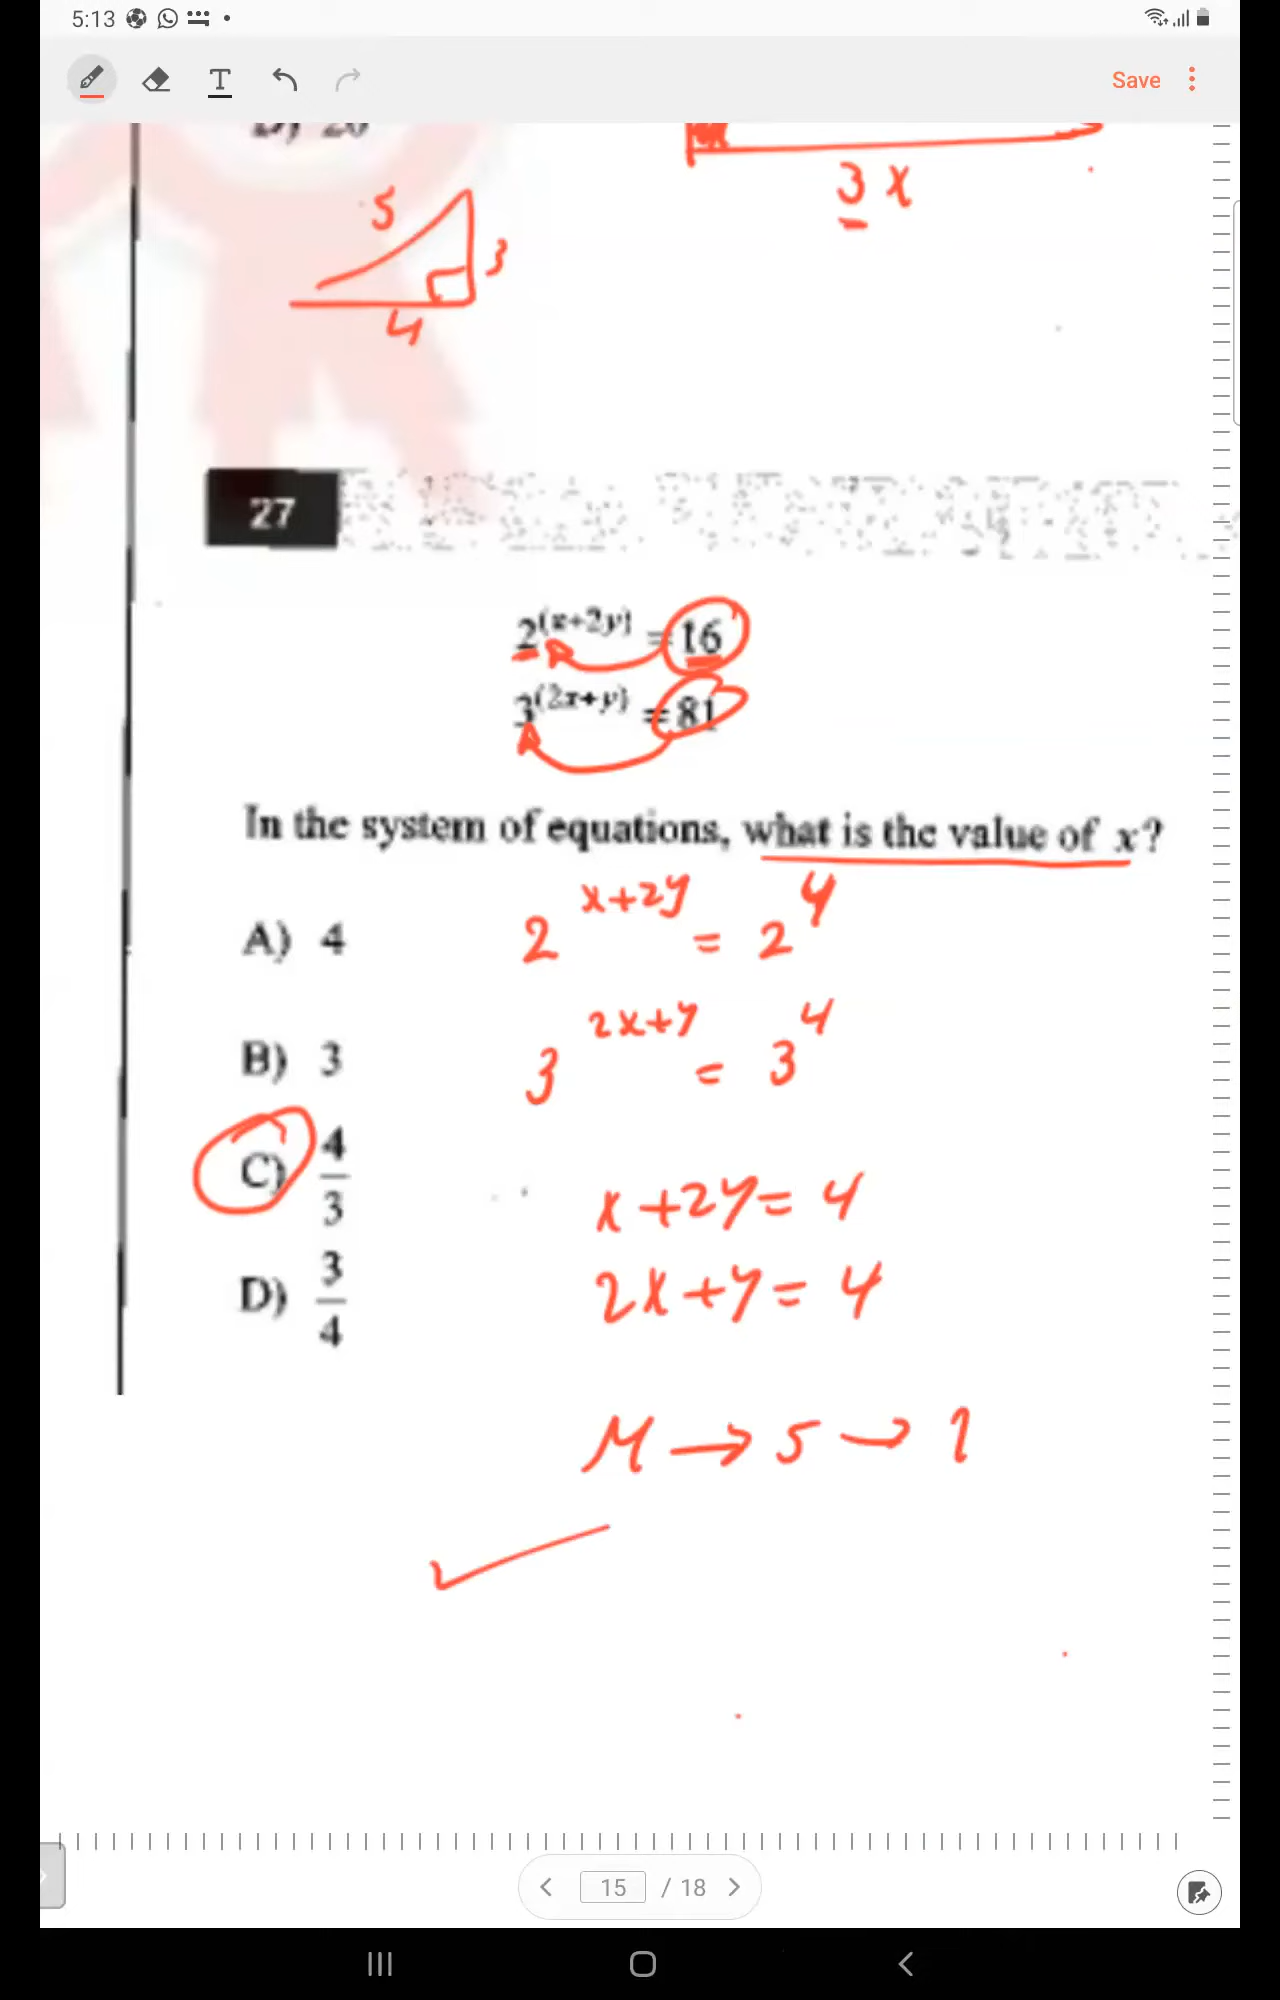 5:13
Save
3 x
5
3
4
27
2^(x+2y) = 16
3^(2x+y) = 81
In the system of equations, what is the value of x?
A) 4
B) 3
C) 4/3
D) 3/4
2^x+2y = 2^4
3^2x+y = 3^4
x+2y=4
2x+y=4
M → 5 → 1
15 / 18